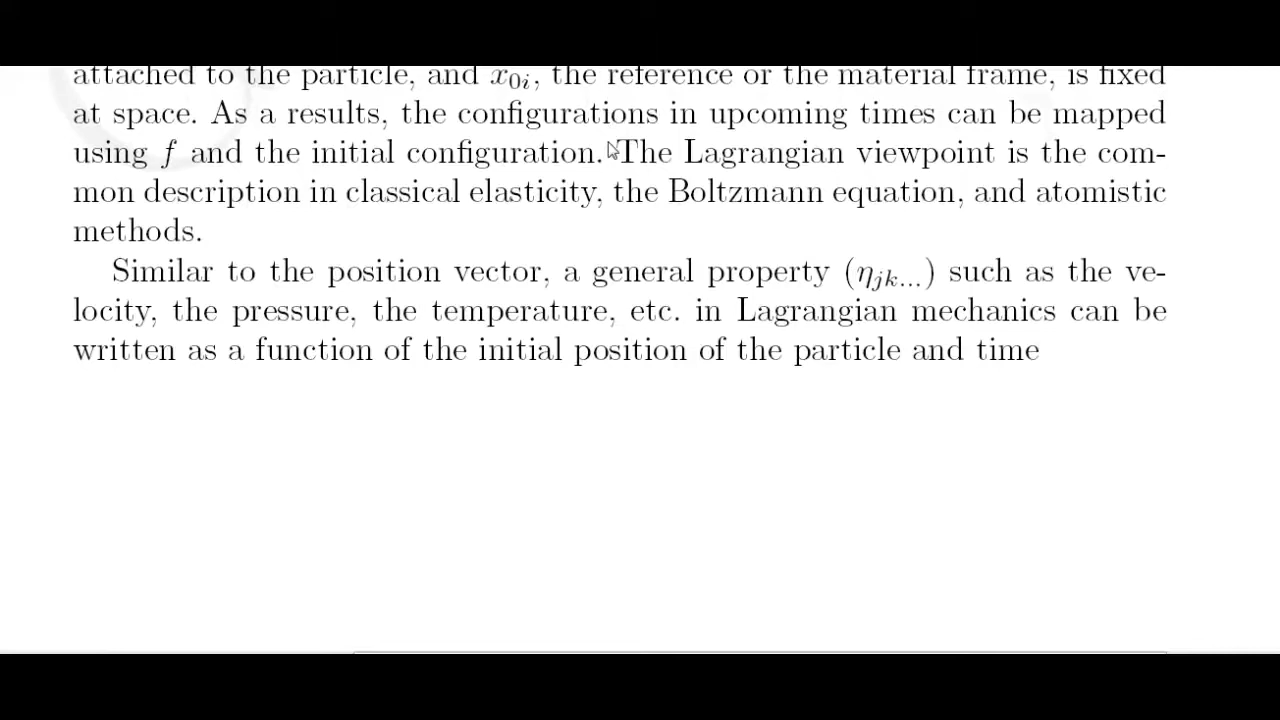 attached to the particle, and x₀ᵢ, the reference or the material frame, is fixed
at space. As a results, the configurations in upcoming times can be mapped
using f and the initial configuration. The Lagrangian viewpoint is the com-
mon description in classical elasticity, the Boltzmann equation, and atomistic
methods.
Similar to the position vector, a general property (η_{jk...}) such as the ve-
locity, the pressure, the temperature, etc. in Lagrangian mechanics can be
written as a function of the initial position of the particle and time